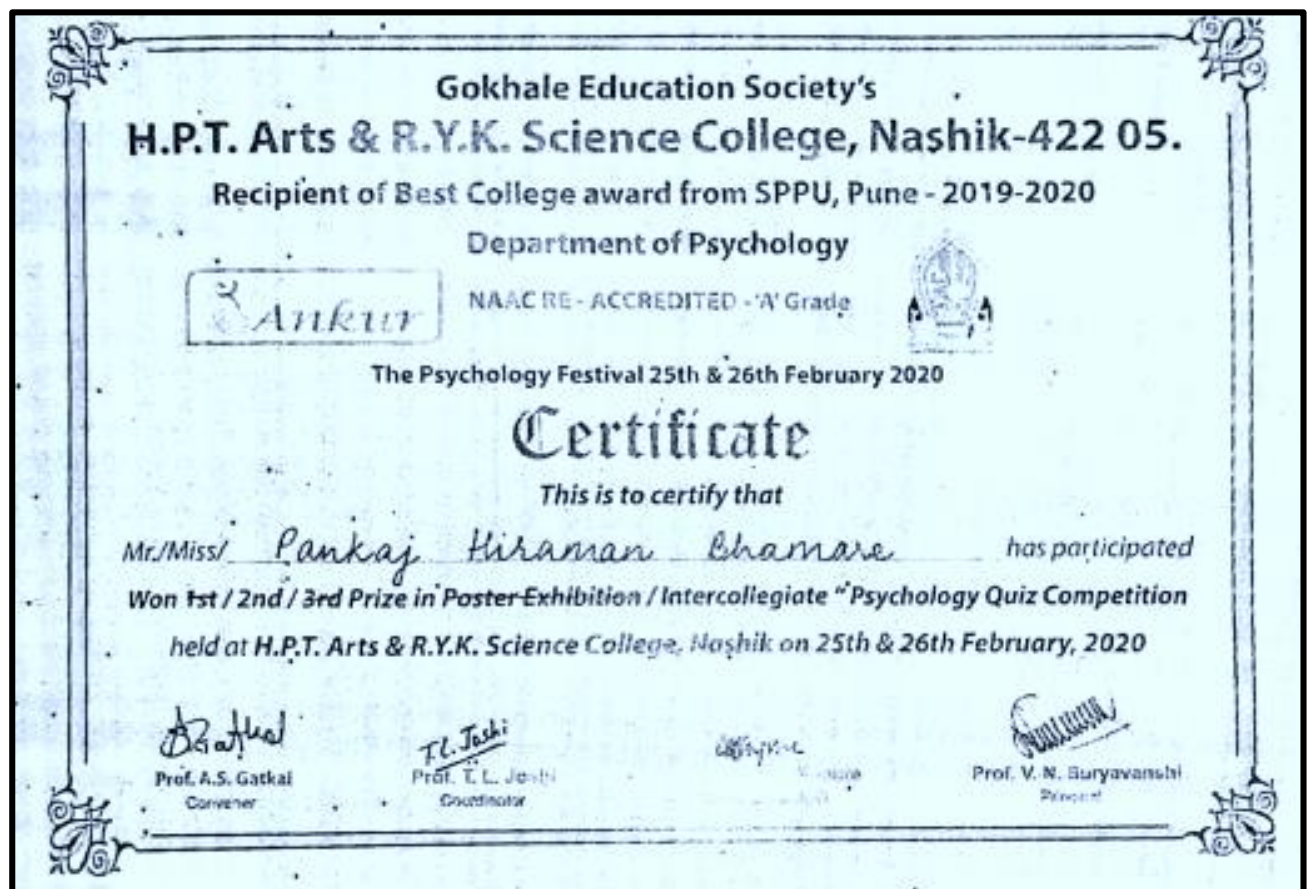 Gokhale Education Society's
H.P.T. Arts & R.Y.K. Science College, Nashik-422 05.
Recipient of Best College award from SPPU, Pune - 2019-2020
Department of Psychology
Ankur
NAAC RE - ACCREDITED - 'A' Grade
The Psychology Festival 25th & 26th February 2020
Certificate
This is to certify that
Mr./Miss/ Pankaj Hiraman Bhamare has participated
Won 1st / 2nd / 3rd Prize in Poster Exhibition / Intercollegiate "Psychology Quiz Competition
held at H.P.T. Arts & R.Y.K. Science College, Nashik on 25th & 26th February, 2020
T.L. Joshi
Prof. A.S. Gatkal Prof. T. L. Joshi Prof. V. N. Suryavanshi
Convener Coordinator Principal